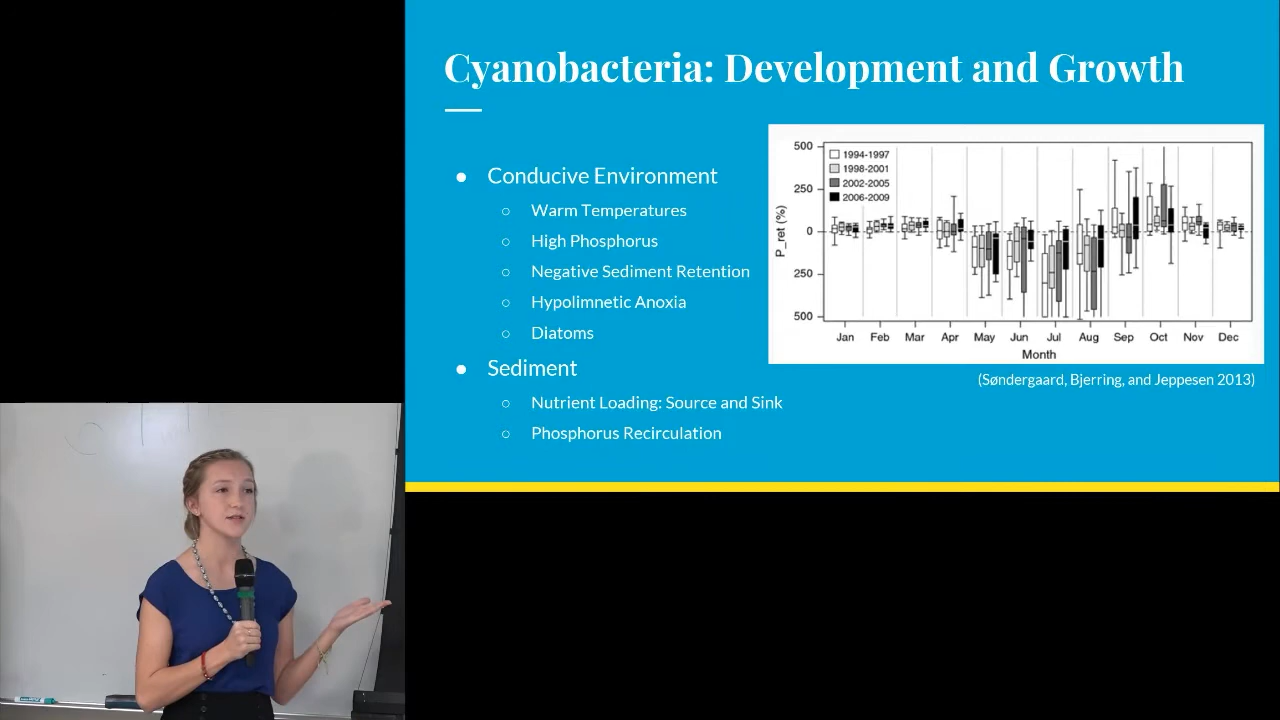 Cyanobacteria: Development and Growth
● Conducive Environment
○ Warm Temperatures
○ High Phosphorus
○ Negative Sediment Retention
○ Hypolimnetic Anoxia
○ Diatoms
● Sediment
○ Nutrient Loading: Source and Sink
○ Phosphorus Recirculation
P_ret (%)
500
250
0
250
500
1994-1997
1998-2001
2002-2005
2006-2009
Jan Feb Mar Apr May Jun Jul Aug Sep Oct Nov Dec
Month
(Søndergaard, Bjerring, and Jeppesen 2013)